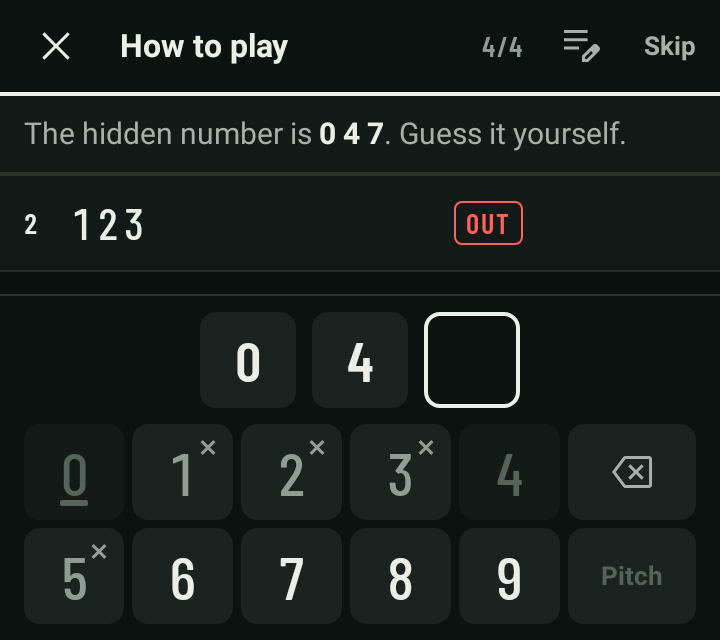 How to play 4/4 Skip
The hidden number is 0 4 7. Guess it yourself.
2 123 OUT
0 4
0 1 2 3 4
5 6 7 8 9 Pitch